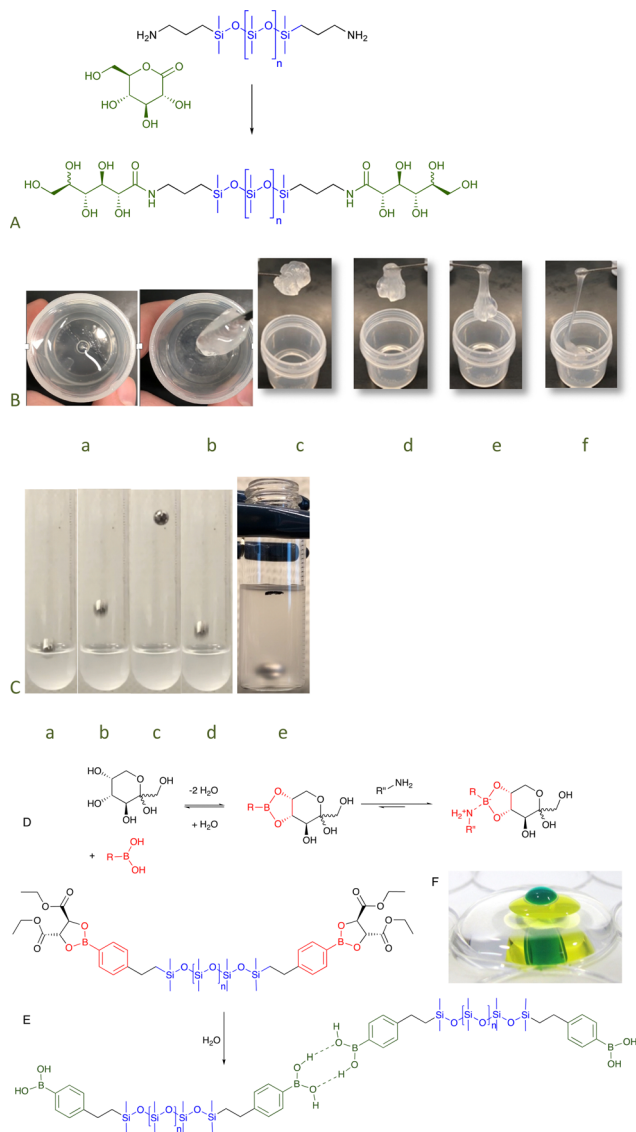 H2N Si O Si O Si NH2
n
HO O O
HO OH
OH
OH OH O O OH OH
HO N H Si O Si O Si N H OH
OH OH n OH OH
A
B
a b c d e f
C
a b c d e
HO O OH
HO OH
OH
-2 H2O
+ H2O
R B O O O OH
OH OH
R'' NH2
R B O O O OH
H2+N
R''
OH OH
D
+ R B OH
OH
F
O O O O
O O
O B O Si O Si O Si O Si n B O O
O O
E
H2O
HO B OH Si O Si O Si O Si n B O H O H
H O B O H Si O Si O Si O Si n B OH
OH